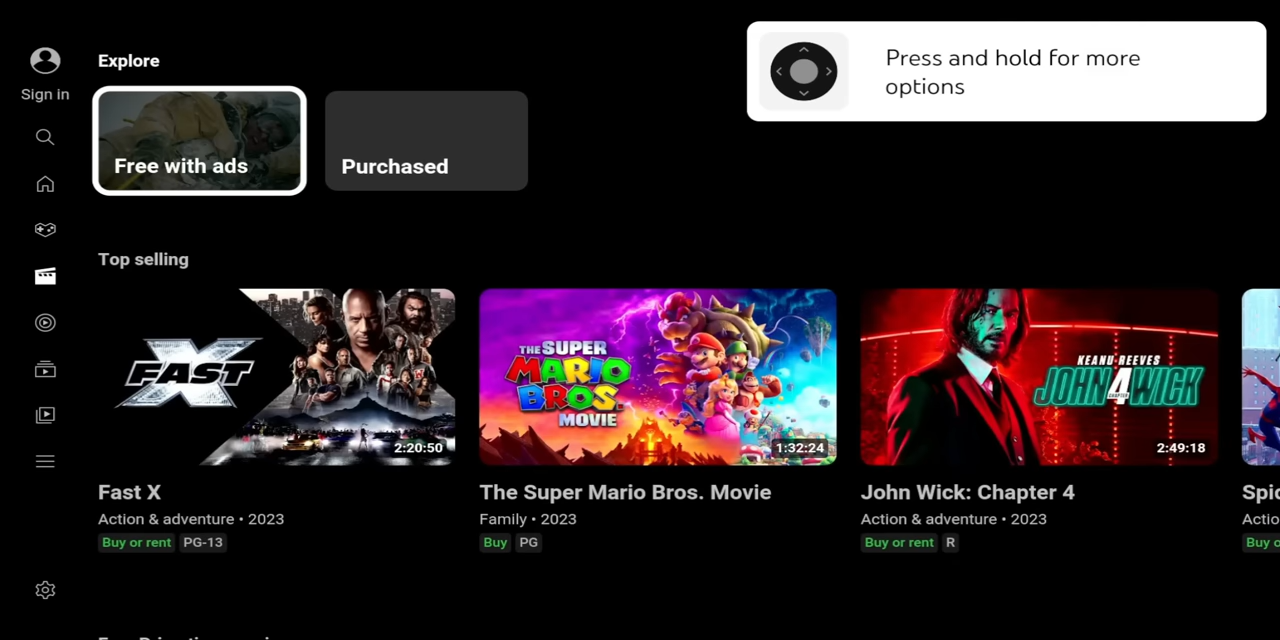 Explore
Press and hold for more
options
Sign in
Free with ads
Purchased
Top selling
FAST X
2:20:50
THE SUPER
MARIO
BROS.
MOVIE
1:32:24
KEANU REEVES
JOHN WICK
CHAPTER 4
2:49:18
Fast X
Action & adventure • 2023
Buy or rent PG-13
The Super Mario Bros. Movie
Family • 2023
Buy PG
John Wick: Chapter 4
Action & adventure • 2023
Buy or rent R